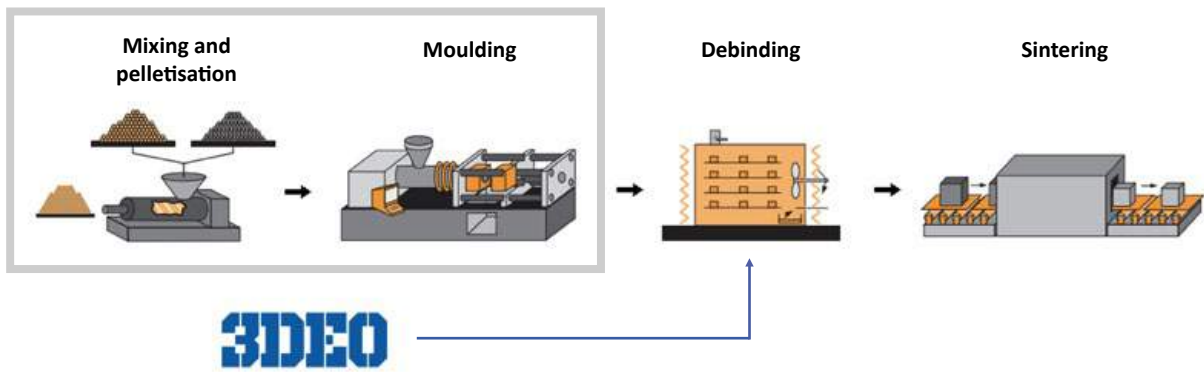 Mixing and
pelletisation
Moulding
Debinding
Sintering
3DEO